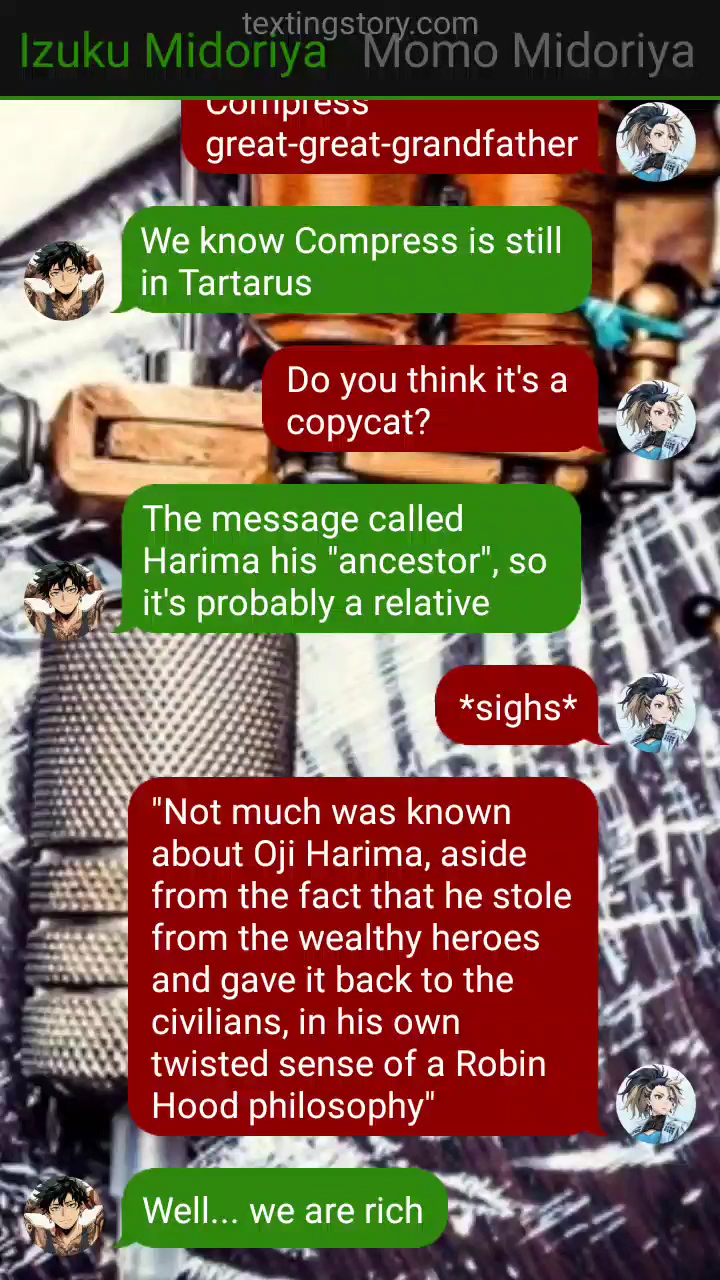 textingstory.com
Izuku Midoriya Momo Midoriya
Compress
great-great-grandfather
We know Compress is still
in Tartarus
Do you think it's a
copycat?
The message called
Harima his "ancestor", so
it's probably a relative
*sighs*
"Not much was known
about Oji Harima, aside
from the fact that he stole
from the wealthy heroes
and gave it back to the
civilians, in his own
twisted sense of a Robin
Hood philosophy"
Well... we are rich